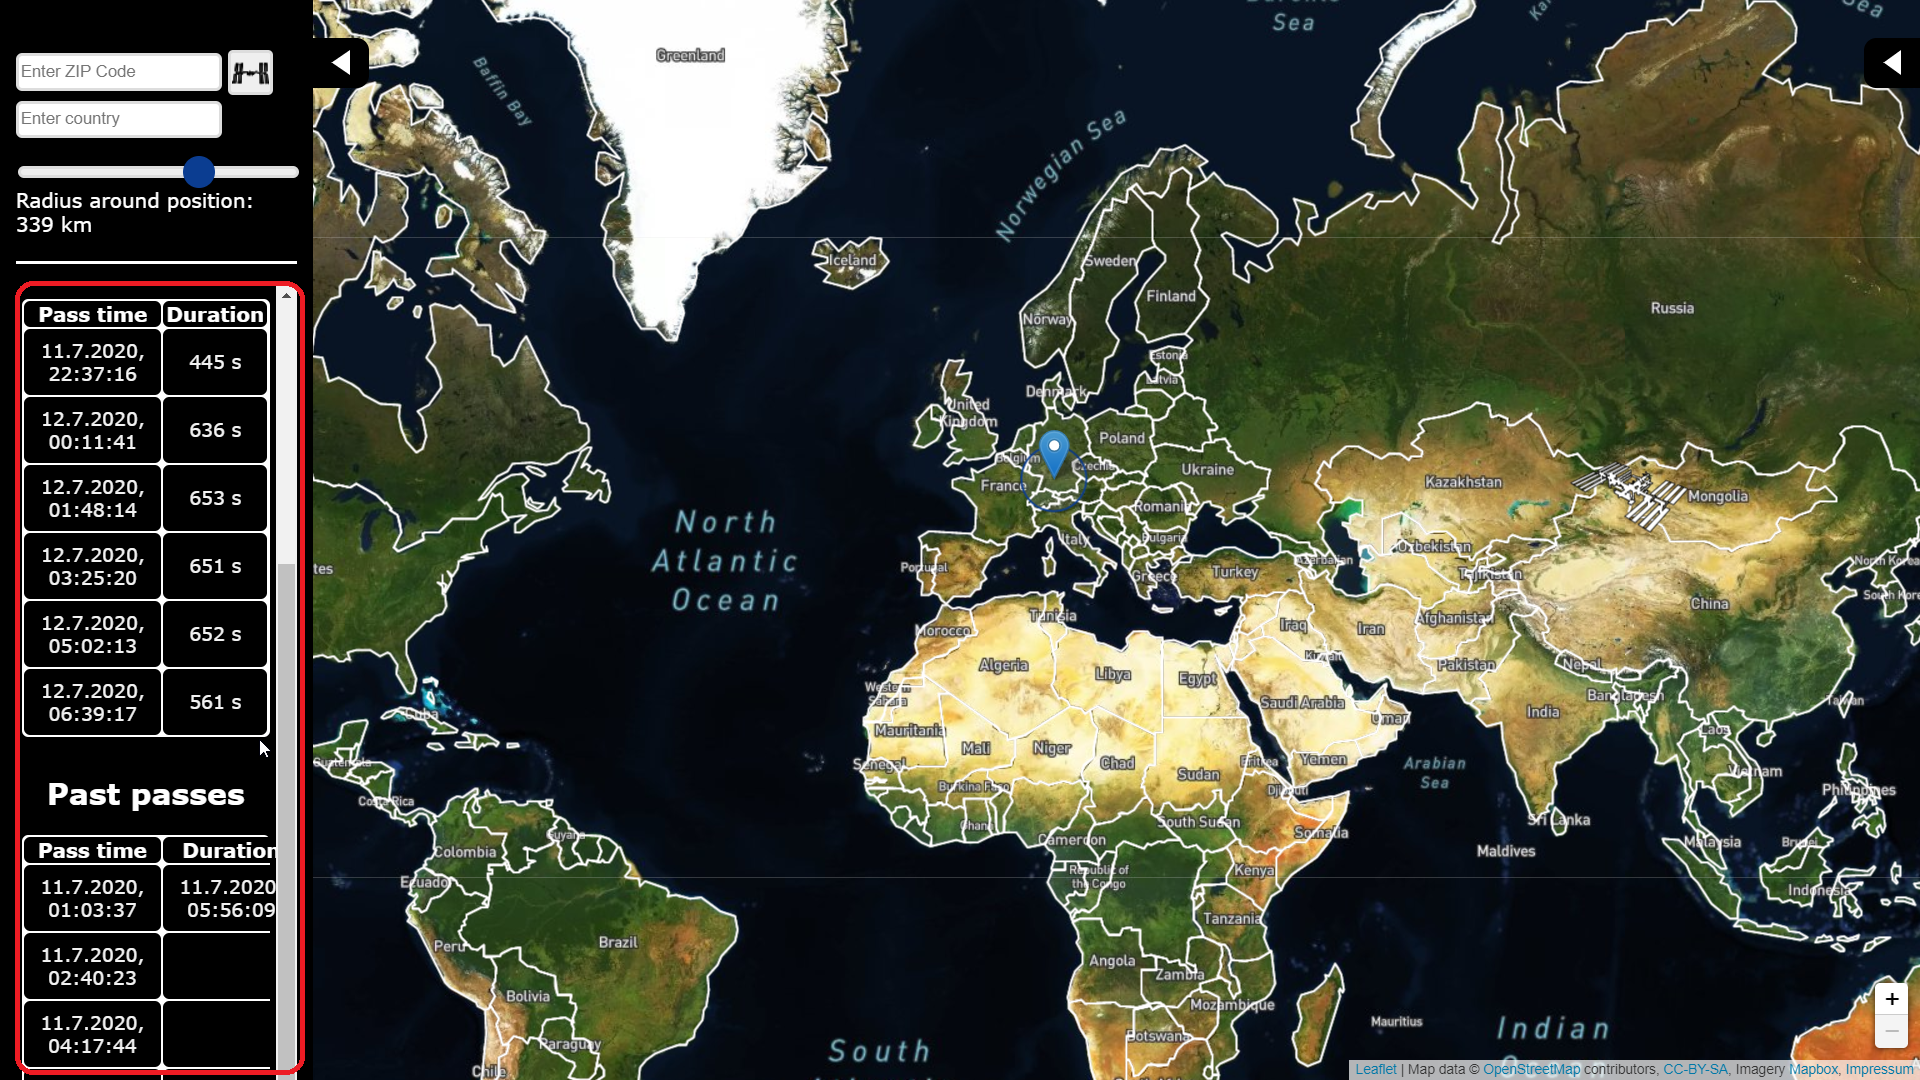 Enter ZIP Code
Enter country
Radius around position:
339 km
Pass time Duration
11.7.2020,
22:37:16
445 s
12.7.2020,
00:11:41
636 s
12.7.2020,
01:48:14
653 s
12.7.2020,
03:25:20
651 s
12.7.2020,
05:02:13
652 s
12.7.2020,
06:39:17
561 s
Past passes
Pass time Duration
11.7.2020,
01:03:37
11.7.2020
05:56:09
11.7.2020,
02:40:23
11.7.2020,
04:17:44
Greenland
Baffin Bay
Sea
Norwegian Sea
Iceland
Sweden
Finland
Norway
Russia
Estonia
Latvia
Denmark
United
Kingdom
Poland
Belgium
Czechia
Ukraine
France
Kazakhstan
Mongolia
Romania
Italy
Bulgaria
North
Atlantic
Ocean
Uzbekistan
Azerbaijan
Tajikistan
North Korea
South Kore
Portugal
Greece
Turkey
tes
China
Tunisia
Morocco
Iraq
Iran
Afghanistan
Algeria
Libya
Egypt
Kuwait
Pakistan
Nepal
Western
Sahara
Saudi Arabia
Oman
Bangladesh
Taiwan
India
Cuba
Mauritania
Mali
Niger
Chad
Sudan
Eritrea
Yemen
Arabian
Sea
Laos
Vietnam
Guatemala
Senegal
Burkina Faso
Djibouti
Philippines
Costa Rica
Ghana
South Sudan
Somalia
Sri Lanka
Guyana
Cameroon
Maldives
Malaysia
Brunei
Colombia
Ecuador
Republic of
the Congo
Kenya
Indonesia
Tanzania
Peru
Brazil
Angola
Zambia
Bolivia
Mozambique
Mauritius
Indian
Ocean
Botswana
Paraguay
South
Chile
+
−
Leaflet | Map data © OpenStreetMap contributors, CC-BY-SA, Imagery Mapbox, Impressum